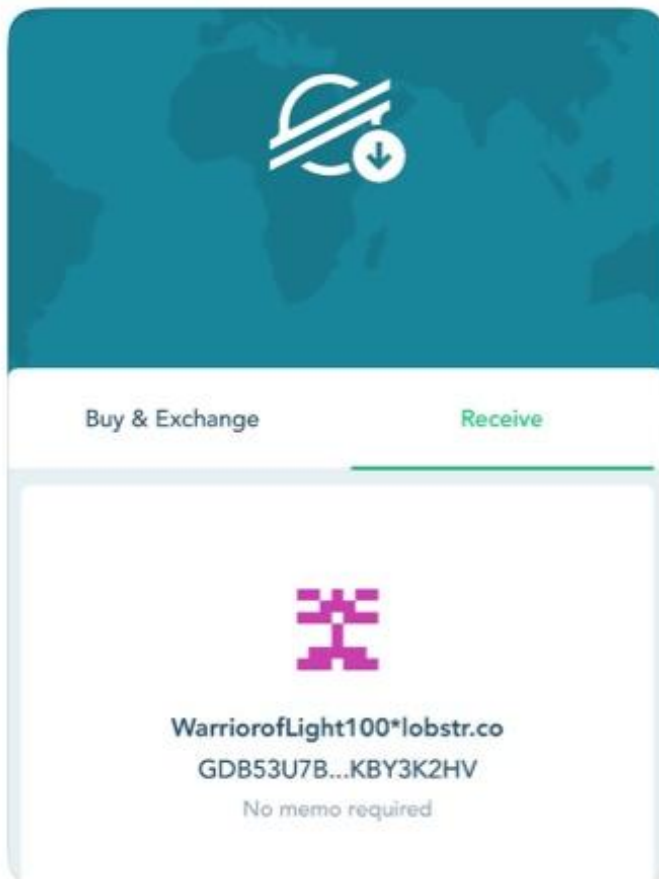 Buy & Exchange
Receive
WarriorofLight100*lobstr.co
GDB53U7B...KBY3K2HV
No memo required